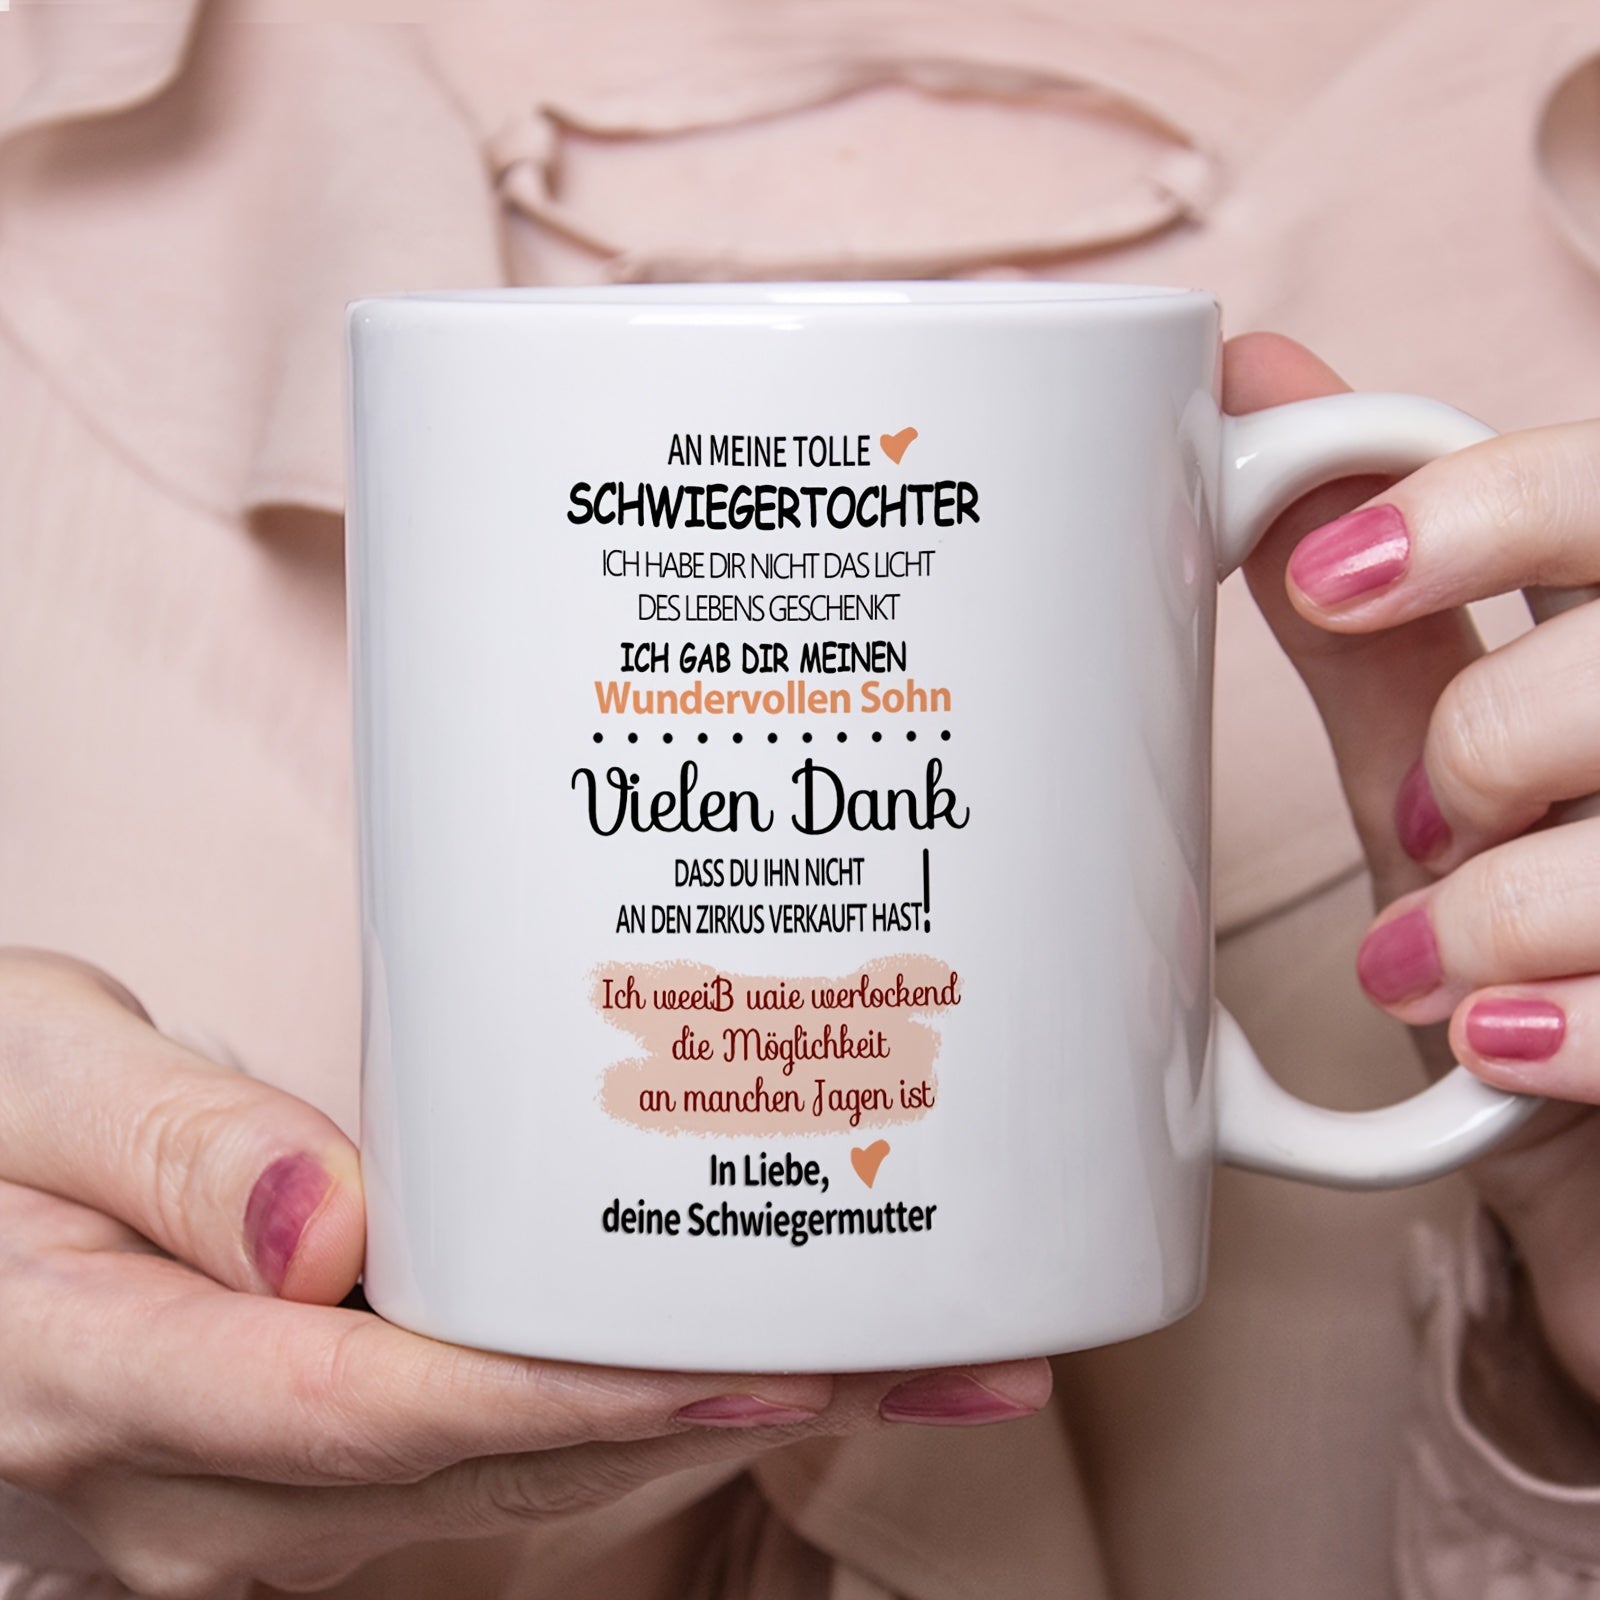 AN MEINE TOLLE
SCHWIEGERTOCHTER
ICH HABE DIR NICHT DAS LICHT
DES LEBENS GESCHENKT
ICH GAB DIR MEINEN
Wundervollen Sohn
Vielen Dank
DASS DU IHN NICHT
AN DEN ZIRKUS VERKAUFT HAST!
Ich weeiß waie werlockend
die Möglichkeit
an manchen Jagen ist
In Liebe,
deine Schwiegermutter